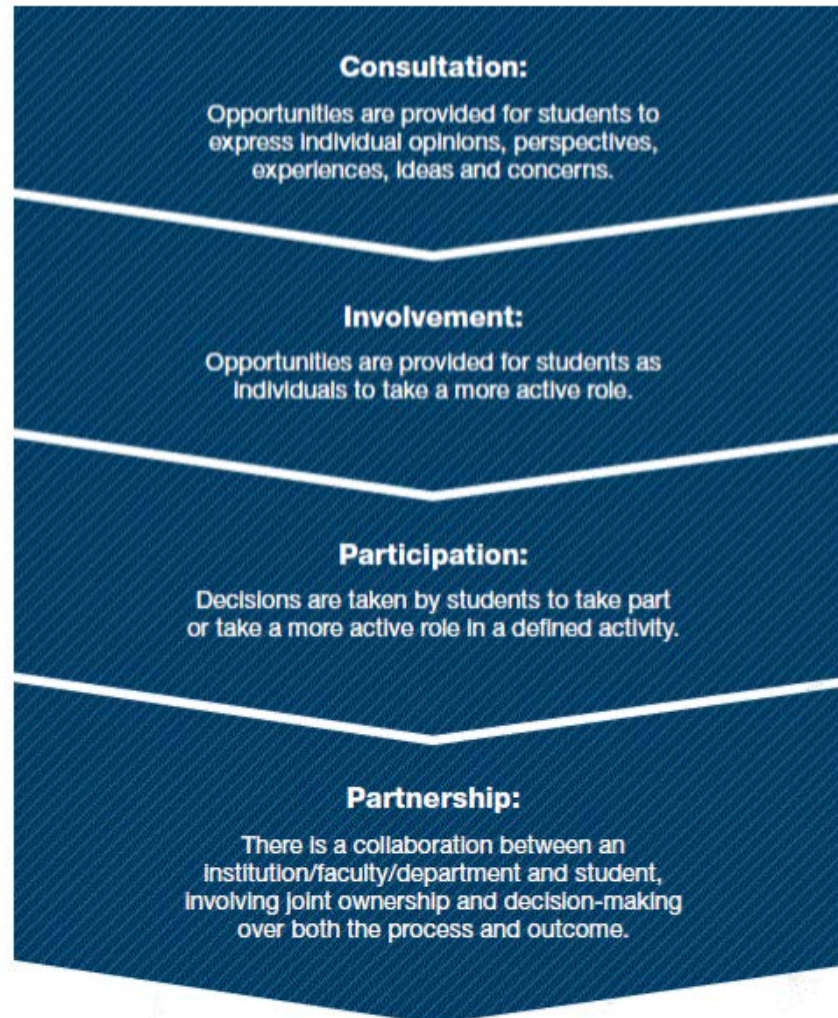 Consultation:
Opportunities are provided for students to
express individual opinions, perspectives,
experiences, ideas and concerns.
Involvement:
Opportunities are provided for students as
individuals to take a more active role.
Participation:
Decisions are taken by students to take part
or take a more active role in a defined activity.
Partnership:
There is a collaboration between an
institution/faculty/department and student,
involving joint ownership and decision-making
over both the process and outcome.